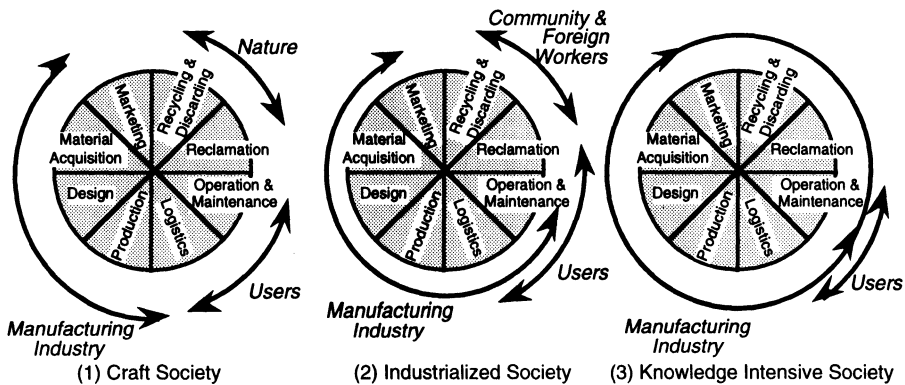 Nature
Marketing
Recycling &
Discarding
Material
Acquisition
Reclamation
Design
Operation &
Maintenance
Production
Logistics
Users
Manufacturing
Industry
(1) Craft Society
Community &
Foreign
Workers
Marketing
Recycling &
Discarding
Material
Acquisition
Reclamation
Design
Operation &
Maintenance
Production
Logistics
Users
Manufacturing
Industry
(2) Industrialized Society
Marketing
Recycling &
Discarding
Material
Acquisition
Reclamation
Design
Operation &
Maintenance
Production
Logistics
Users
Manufacturing
Industry
(3) Knowledge Intensive Society